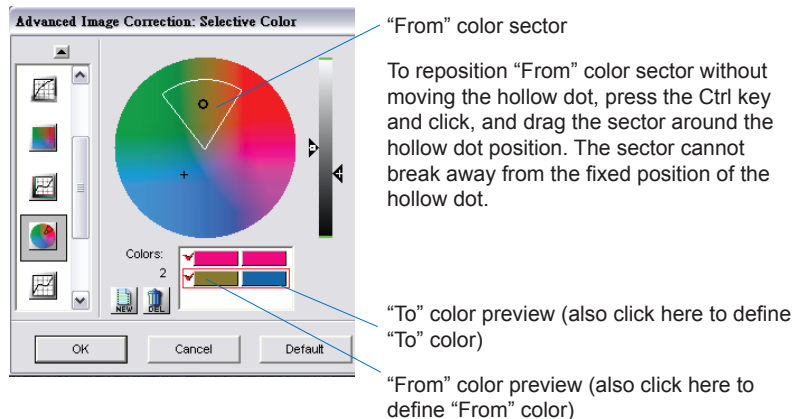 Advanced Image Correction: Selective Color
Colors:
2
NEW
DEL
OK
Cancel
Default
“From” color sector
To reposition “From” color sector without
moving the hollow dot, press the Ctrl key
and click, and drag the sector around the
hollow dot position. The sector cannot
break away from the fixed position of the
hollow dot.
“To” color preview (also click here to define
“To” color)
“From” color preview (also click here to
define “From” color)